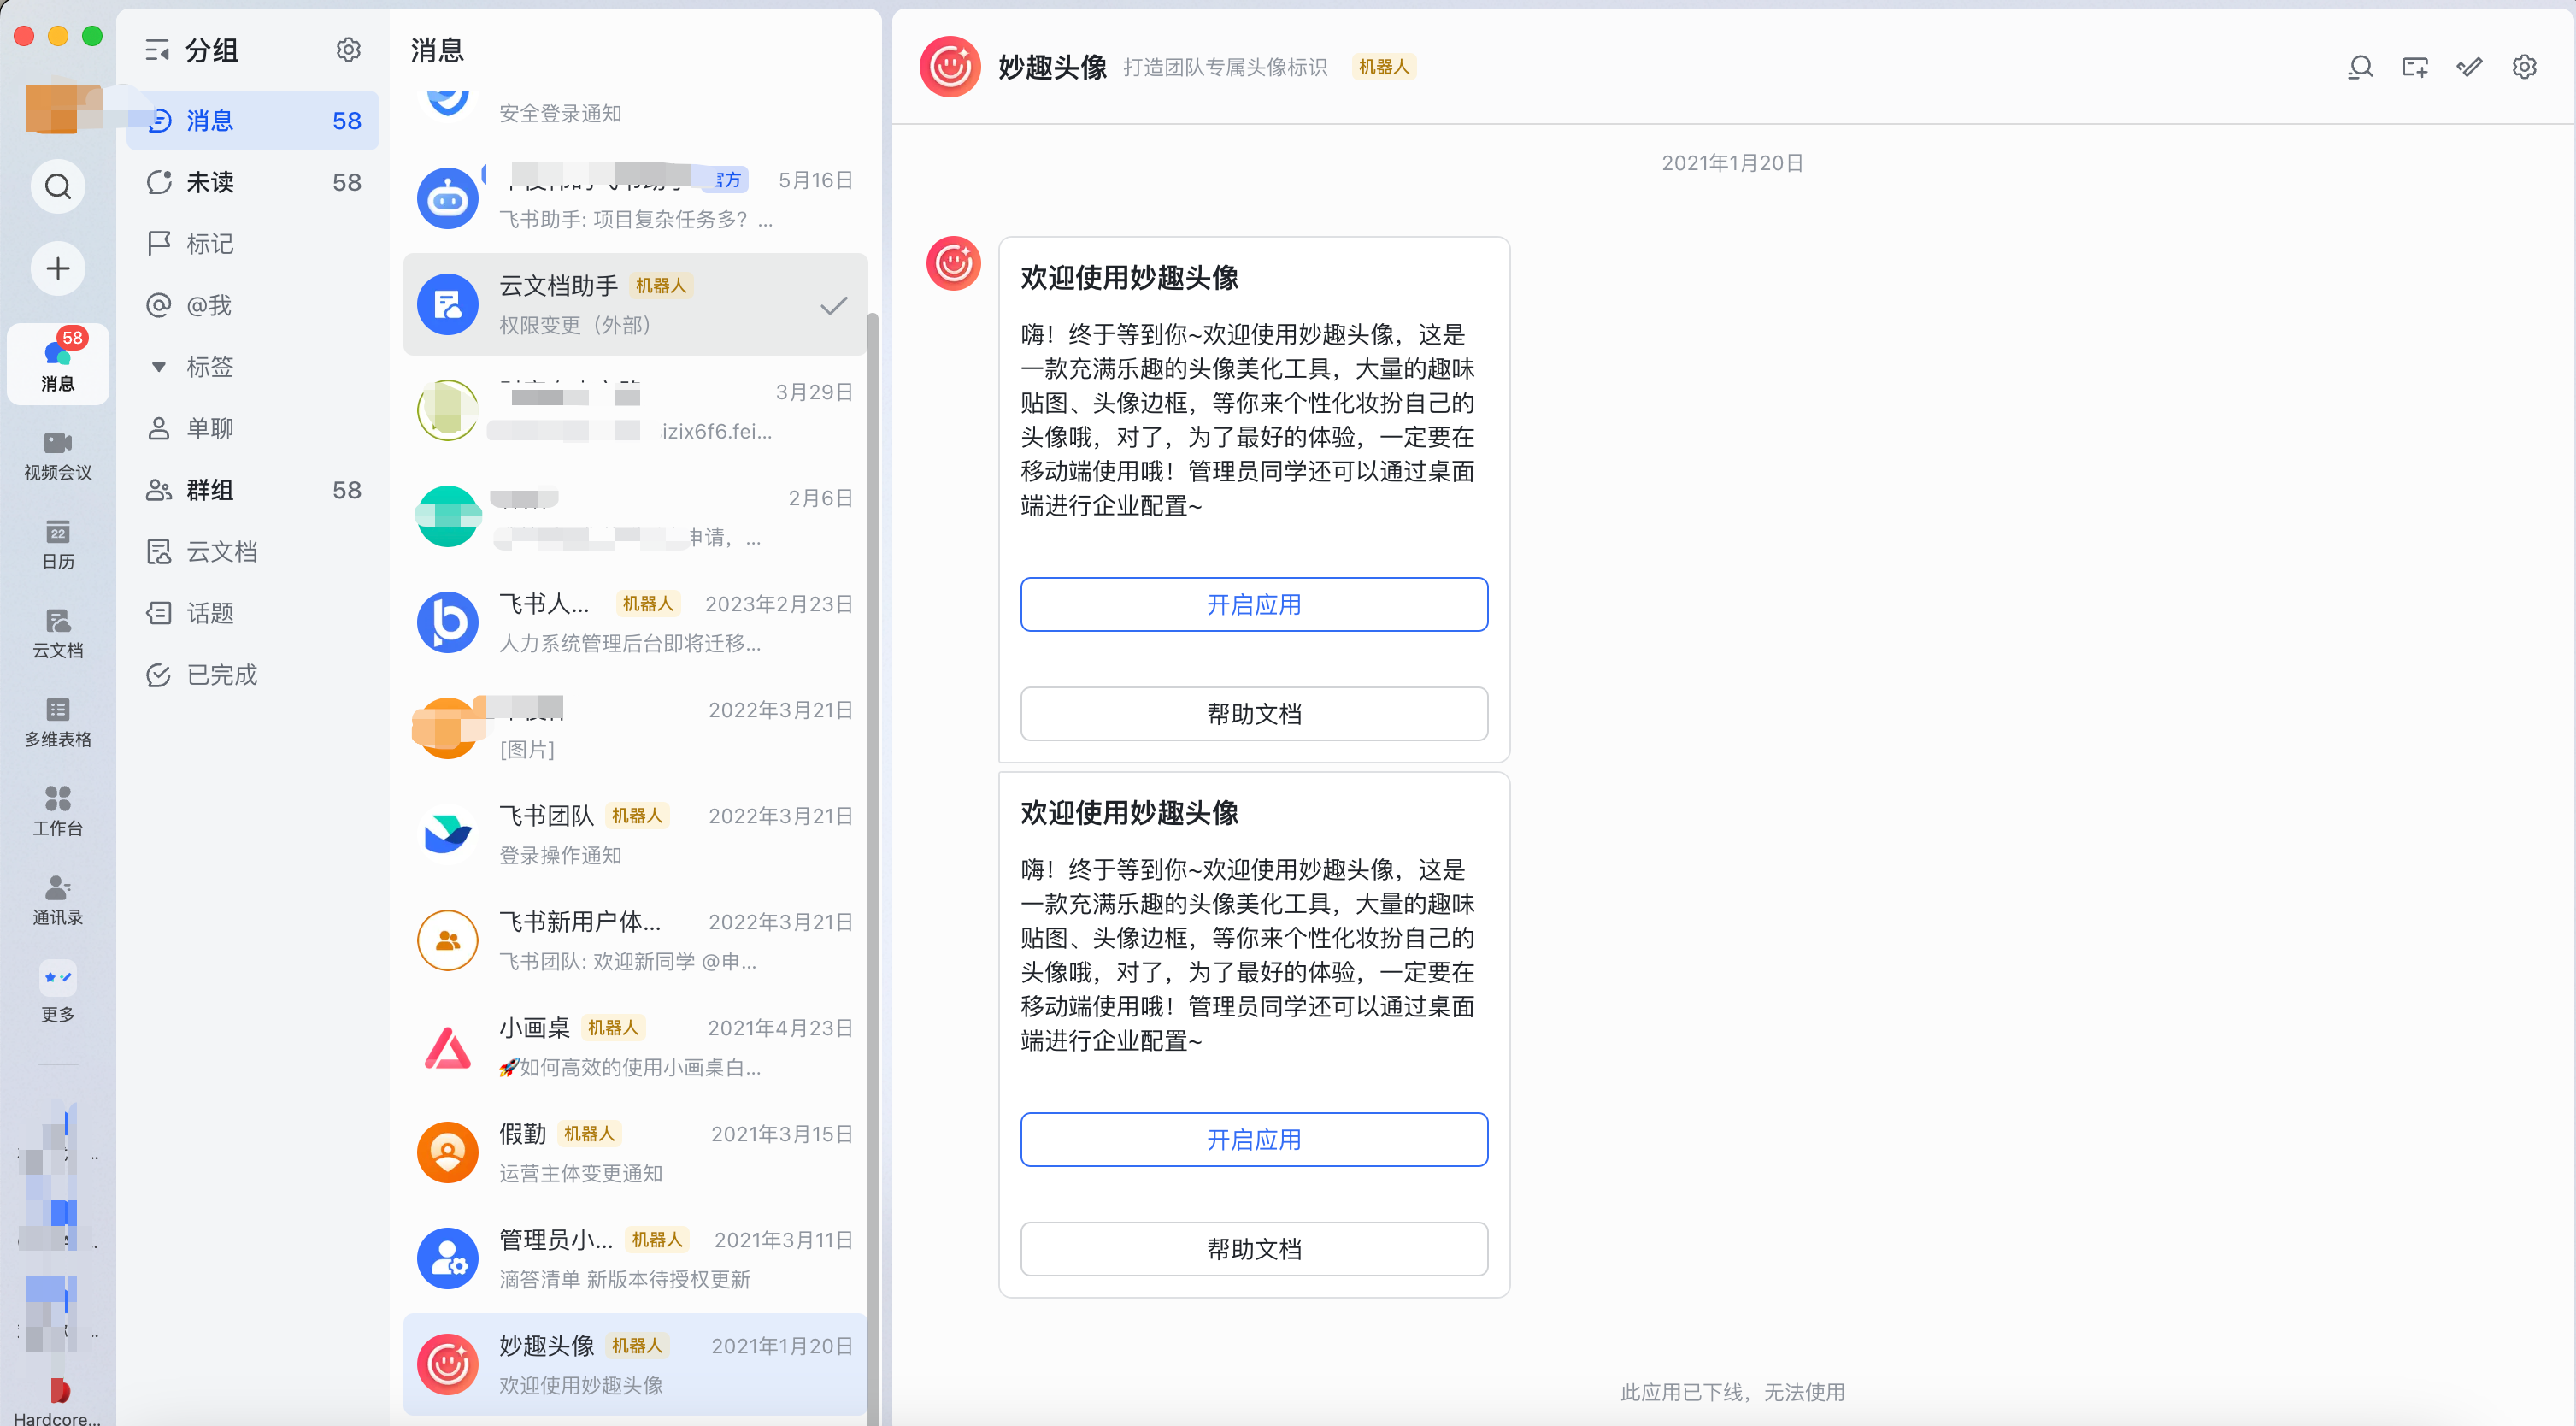 分组
消息 58
未读 58
标记
@我
标签
单聊
群组 58
云文档
话题
已完成
58
消息
视频会议
22
日历
云文档
多维表格
工作台
通讯录
更多
Hardcore...
消息
安全登录通知
官方 5月16日
飞书助手: 项目复杂任务多? ...
云文档助手 机器人
权限变更（外部）
3月29日
izix6f6.fei...
2月6日
申请, ...
飞书人... 机器人 2023年2月23日
人力系统管理后台即将迁移...
2022年3月21日
[图片]
飞书团队 机器人 2022年3月21日
登录操作通知
飞书新用户体... 2022年3月21日
飞书团队: 欢迎新同学 @申...
小画桌 机器人 2021年4月23日
🚀如何高效的使用小画桌白...
假勤 机器人 2021年3月15日
运营主体变更通知
管理员小... 机器人 2021年3月11日
滴答清单 新版本待授权更新
妙趣头像 机器人 2021年1月20日
欢迎使用妙趣头像
妙趣头像 打造团队专属头像标识 机器人
2021年1月20日
欢迎使用妙趣头像
嗨！终于等到你~欢迎使用妙趣头像，这是
一款充满乐趣的头像美化工具，大量的趣味
贴图、头像边框，等你来个性化妆扮自己的
头像哦，对了，为了最好的体验，一定要在
移动端使用哦！管理员同学还可以通过桌面
端进行企业配置~
开启应用
帮助文档
欢迎使用妙趣头像
嗨！终于等到你~欢迎使用妙趣头像，这是
一款充满乐趣的头像美化工具，大量的趣味
贴图、头像边框，等你来个性化妆扮自己的
头像哦，对了，为了最好的体验，一定要在
移动端使用哦！管理员同学还可以通过桌面
端进行企业配置~
开启应用
帮助文档
此应用已下线，无法使用